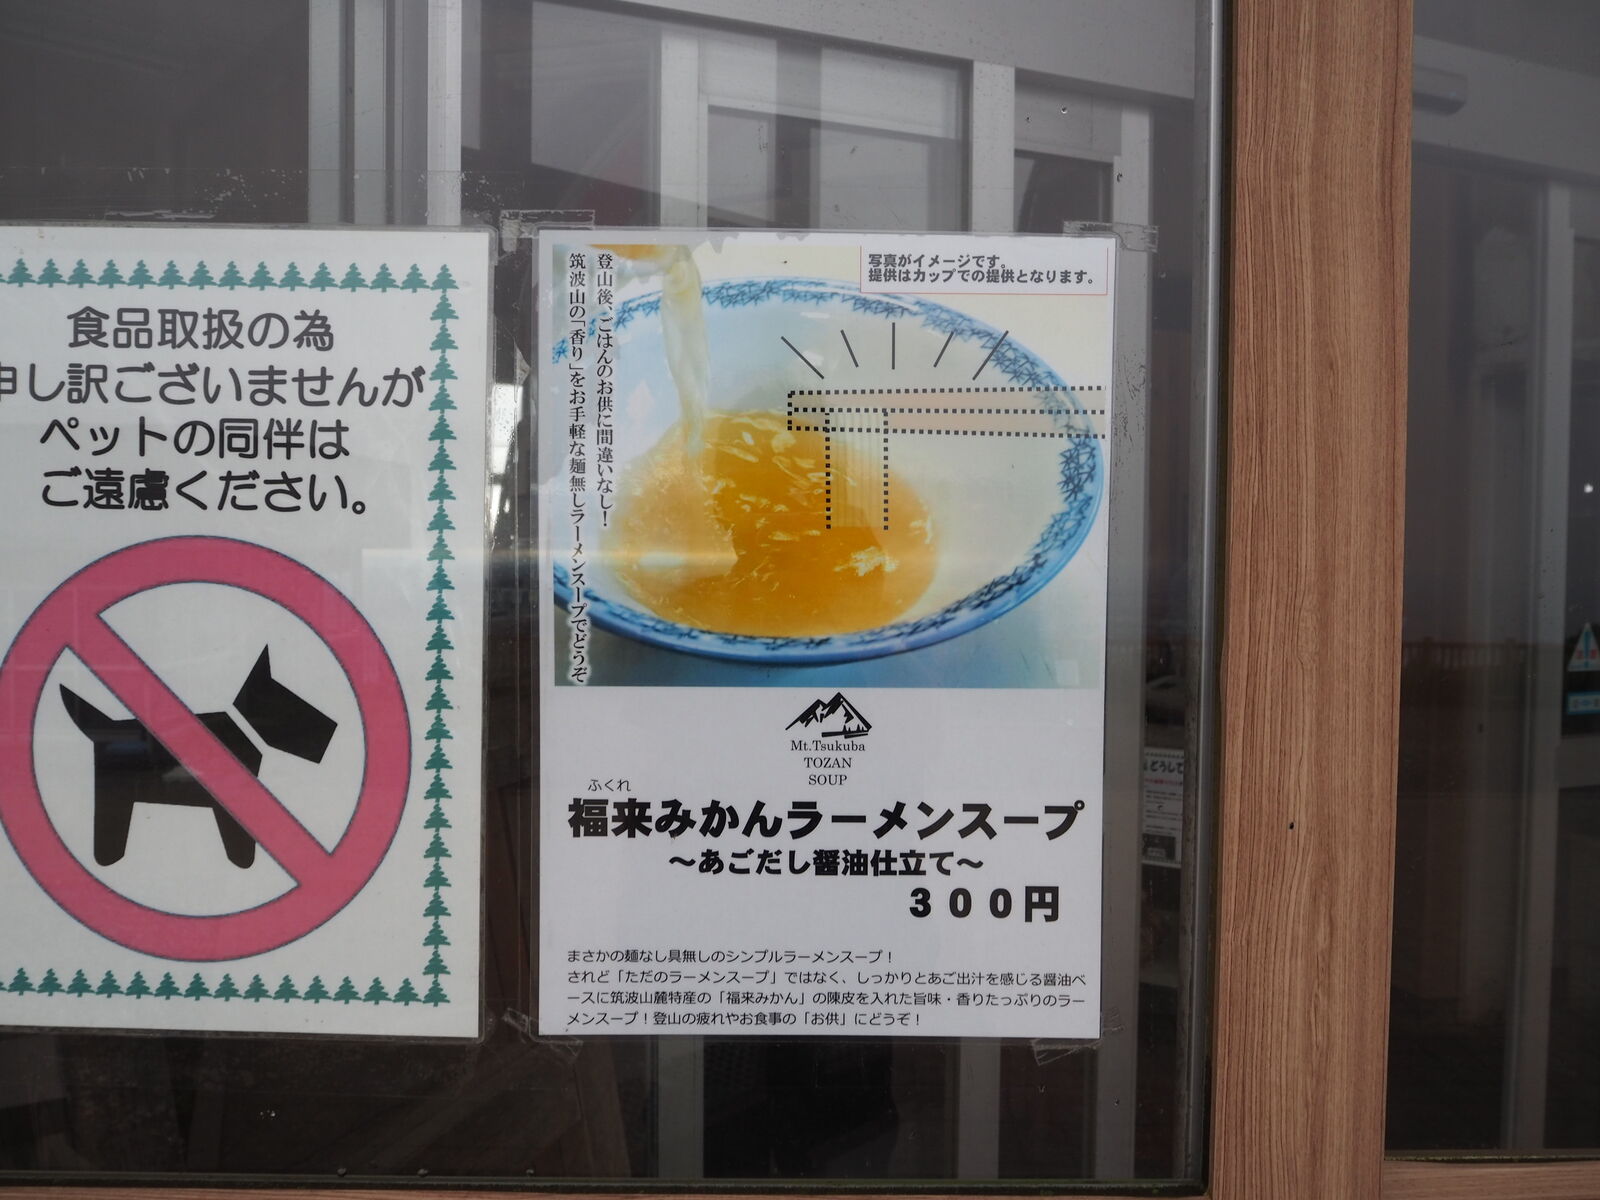 食品取扱の為
申し訳ございませんが
ペットの同伴は
ご遠慮ください。
登山後、ごはんのお供に間違いなし！
筑波山の「香り」をお手軽な麺無しラーメンスープでどうぞ
写真がイメージです。
提供はカップでの提供となります。
Mt.Tsukuba
TOZAN
SOUP
ふくれ
福来みかんラーメンスープ
～あごだし醤油仕立て～
３００円
まさかの麺なし具無しのシンプルラーメンスープ！
されど「ただのラーメンスープ」ではなく、しっかりとあご出汁を感じる醤油ベ
ースに筑波山麓特産の「福来みかん」の陳皮を入れた旨味・香りたっぷりのラー
メンスープ！登山の疲れやお食事の「お供」にどうぞ！
どうして